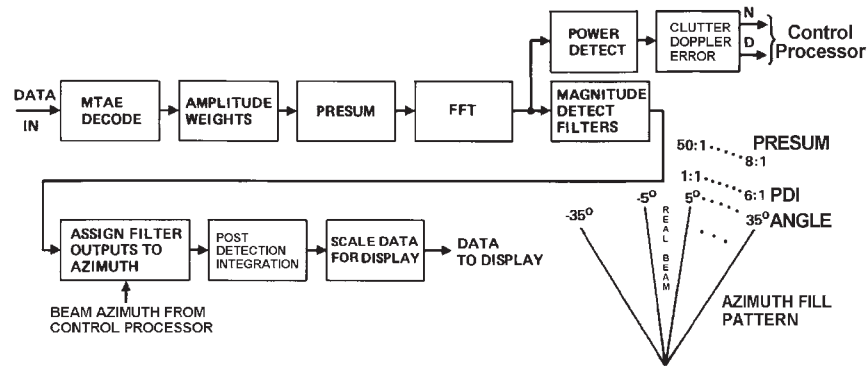 DATA
IN
MTAE
DECODE
AMPLITUDE
WEIGHTS
PRESUM
FFT
POWER
DETECT
CLUTTER
DOPPLER
ERROR
N
D
Control
Processor
MAGNITUDE
DETECT
FILTERS
ASSIGN FILTER
OUTPUTS TO
AZIMUTH
POST
DETECTION
INTEGRATION
SCALE DATA
FOR DISPLAY
DATA
TO DISPLAY
BEAM AZIMUTH FROM
CONTROL PROCESSOR
50:1 8:1 PRESUM
1:1 6:1 PDI
-35° -5° 5° 35° ANGLE
REAL BEAM
AZIMUTH FILL
PATTERN